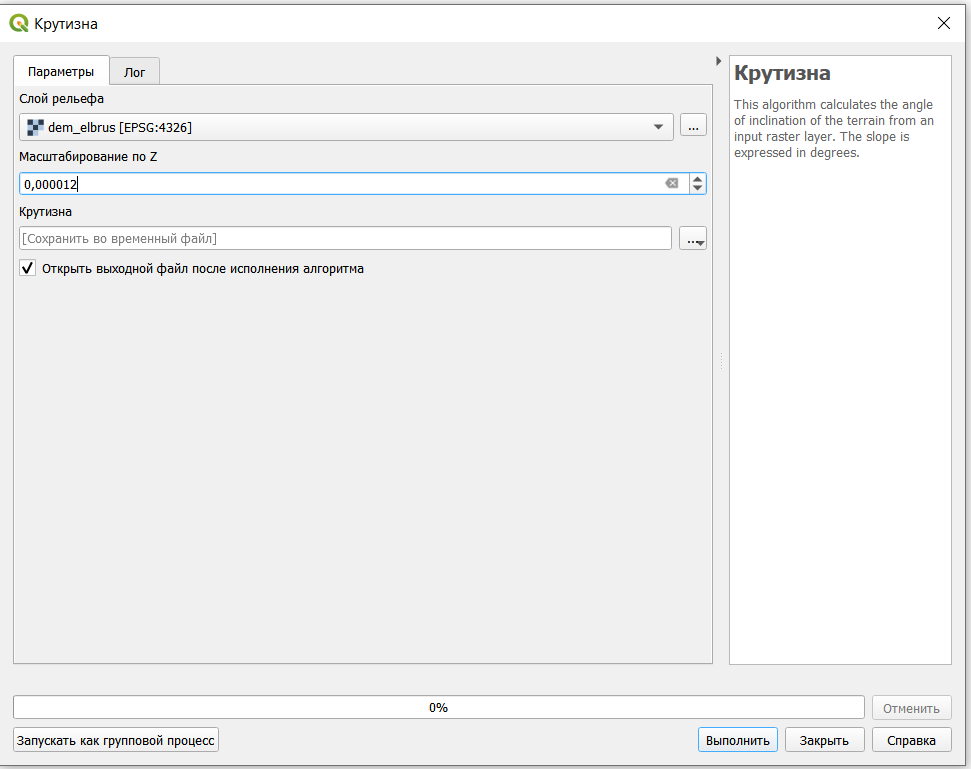 Крутизна
Параметры
Лог
Слой рельефа
dem_elbrus [EPSG:4326]
...
Масштабирование по Z
0,000012
Крутизна
[Сохранить во временный файл]
...
Открыть выходной файл после исполнения алгоритма
Крутизна
This algorithm calculates the angle
of inclination of the terrain from an
input raster layer. The slope is
expressed in degrees.
0%
Отменить
Запускать как групповой процесс
Выполнить
Закрыть
Справка